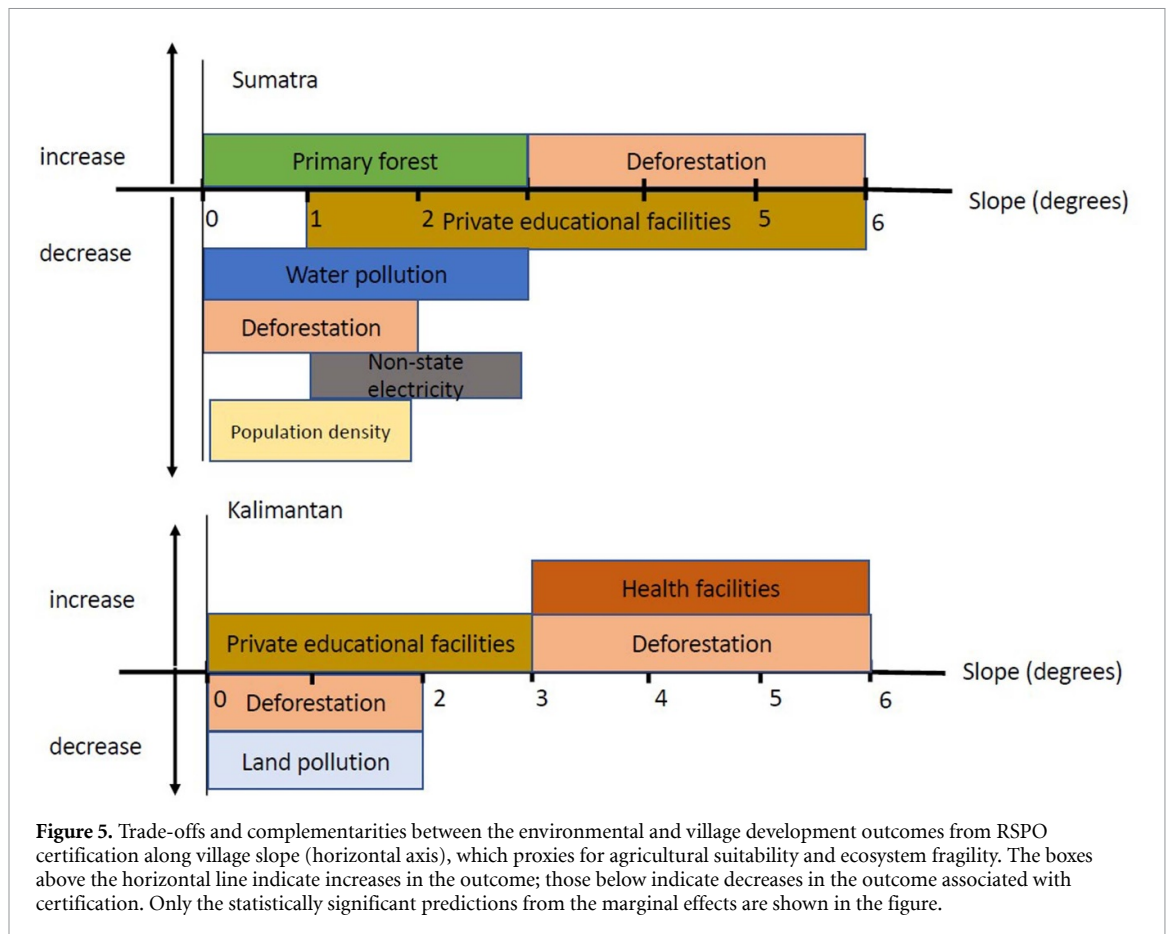 Sumatra
increase
Primary forest
Deforestation
Slope (degrees)
0
1
2
Private educational facilities
5
6
decrease
Water pollution
Deforestation
Non-state
electricity
Population density
Kalimantan
increase
Health facilities
Private educational facilities
Deforestation
Slope (degrees)
0
Deforestation
2
3
4
5
6
decrease
Land pollution
Figure 5. Trade-offs and complementarities between the environmental and village development outcomes from RSPO
certification along village slope (horizontal axis), which proxies for agricultural suitability and ecosystem fragility. The boxes
above the horizontal line indicate increases in the outcome; those below indicate decreases in the outcome associated with
certification. Only the statistically significant predictions from the marginal effects are shown in the figure.